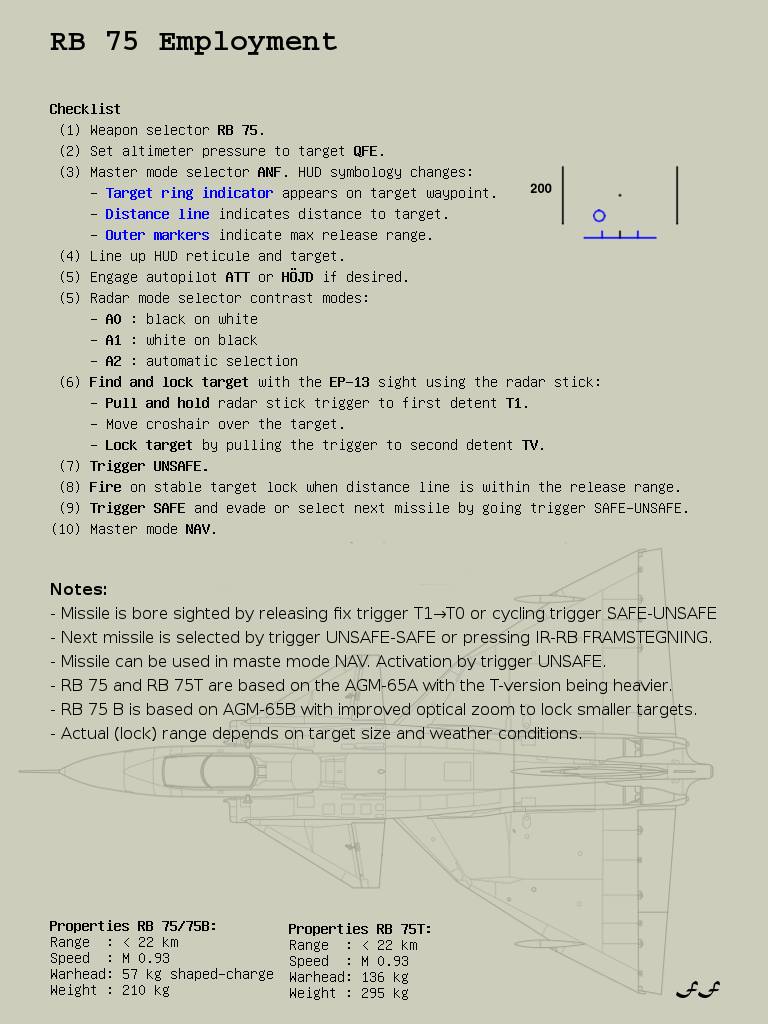 RB 75 Employment
Checklist
(1) Weapon selector RB 75.
(2) Set altimeter pressure to target QFE.
(3) Master mode selector ANF. HUD symbology changes:
- Target ring indicator appears on target waypoint.
200
- Distance line indicates distance to target.
- Outer markers indicate max release range.
(4) Line up HUD reticule and target.
(5) Engage autopilot ATT or HÖJD if desired.
(5) Radar mode selector contrast modes:
- A0 : black on white
- A1 : white on black
- A2 : automatic selection
(6) Find and lock target with the EP-13 sight using the radar stick:
- Pull and hold radar stick trigger to first detent T1.
- Move croshair over the target.
- Lock target by pulling the trigger to second detent TV.
(7) Trigger UNSAFE.
(8) Fire on stable target lock when distance line is within the release range.
(9) Trigger SAFE and evade or select next missile by going trigger SAFE-UNSAFE.
(10) Master mode NAV.
Notes:
- Missile is bore sighted by releasing fix trigger T1→T0 or cycling trigger SAFE-UNSAFE
- Next missile is selected by trigger UNSAFE-SAFE or pressing IR-RB FRAMSTEGNING.
- Missile can be used in maste mode NAV. Activation by trigger UNSAFE.
- RB 75 and RB 75T are based on the AGM-65A with the T-version being heavier.
- RB 75 B is based on AGM-65B with improved optical zoom to lock smaller targets.
- Actual (lock) range depends on target size and weather conditions.
Properties RB 75/75B:
Range : < 22 km
Speed : M 0.93
Warhead: 57 kg shaped-charge
Weight : 210 kg
Properties RB 75T:
Range : < 22 km
Speed : M 0.93
Warhead: 136 kg
Weight : 295 kg
FF